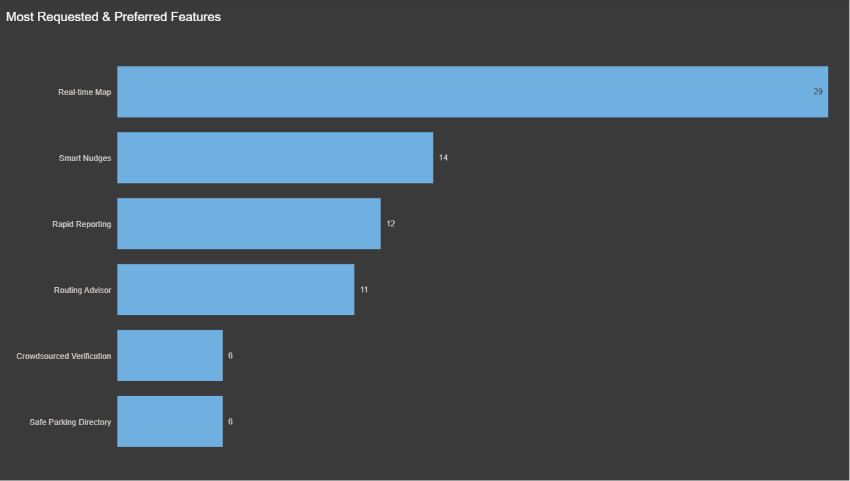 Most Requested & Preferred Features
Real-time Map 29
Smart Nudges 14
Rapid Reporting 12
Routing Advisor 11
Crowdsourced Verification 6
Safe Parking Directory 6